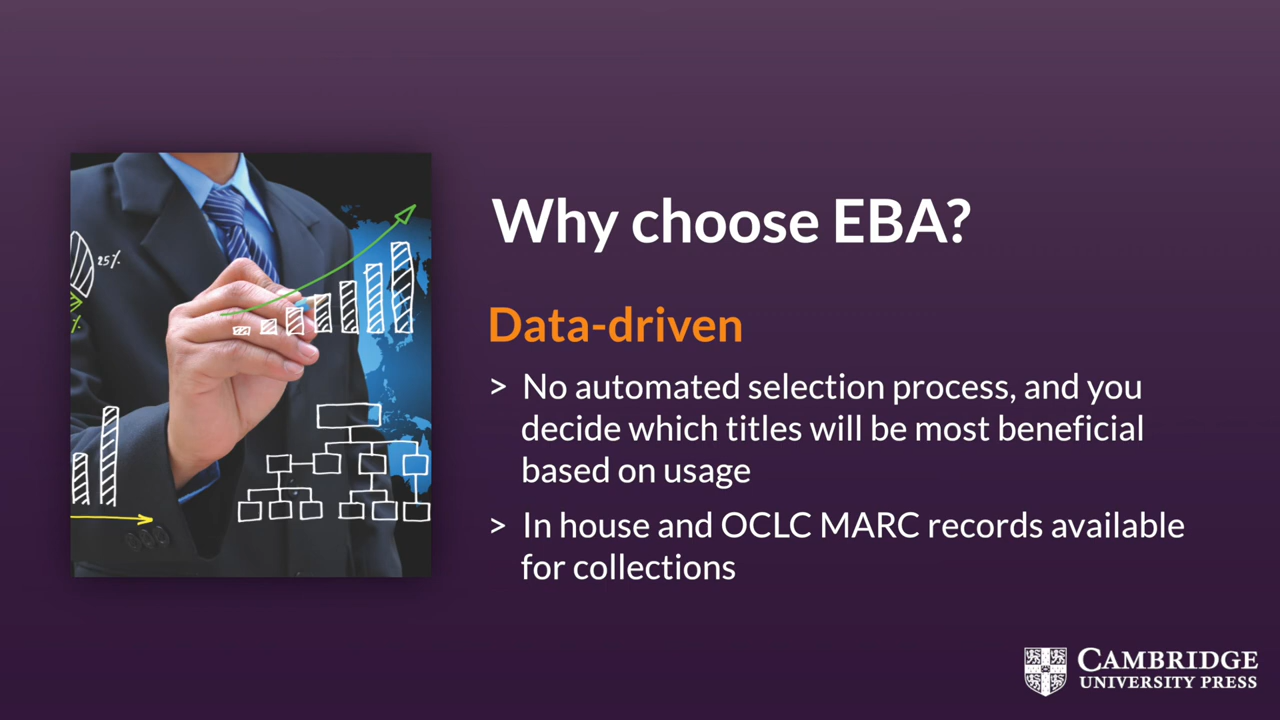 Why choose EBA?
Data-driven
> No automated selection process, and you
decide which titles will be most beneficial
based on usage
> In house and OCLC MARC records available
for collections
25%
%
CAMBRIDGE
UNIVERSITY PRESS